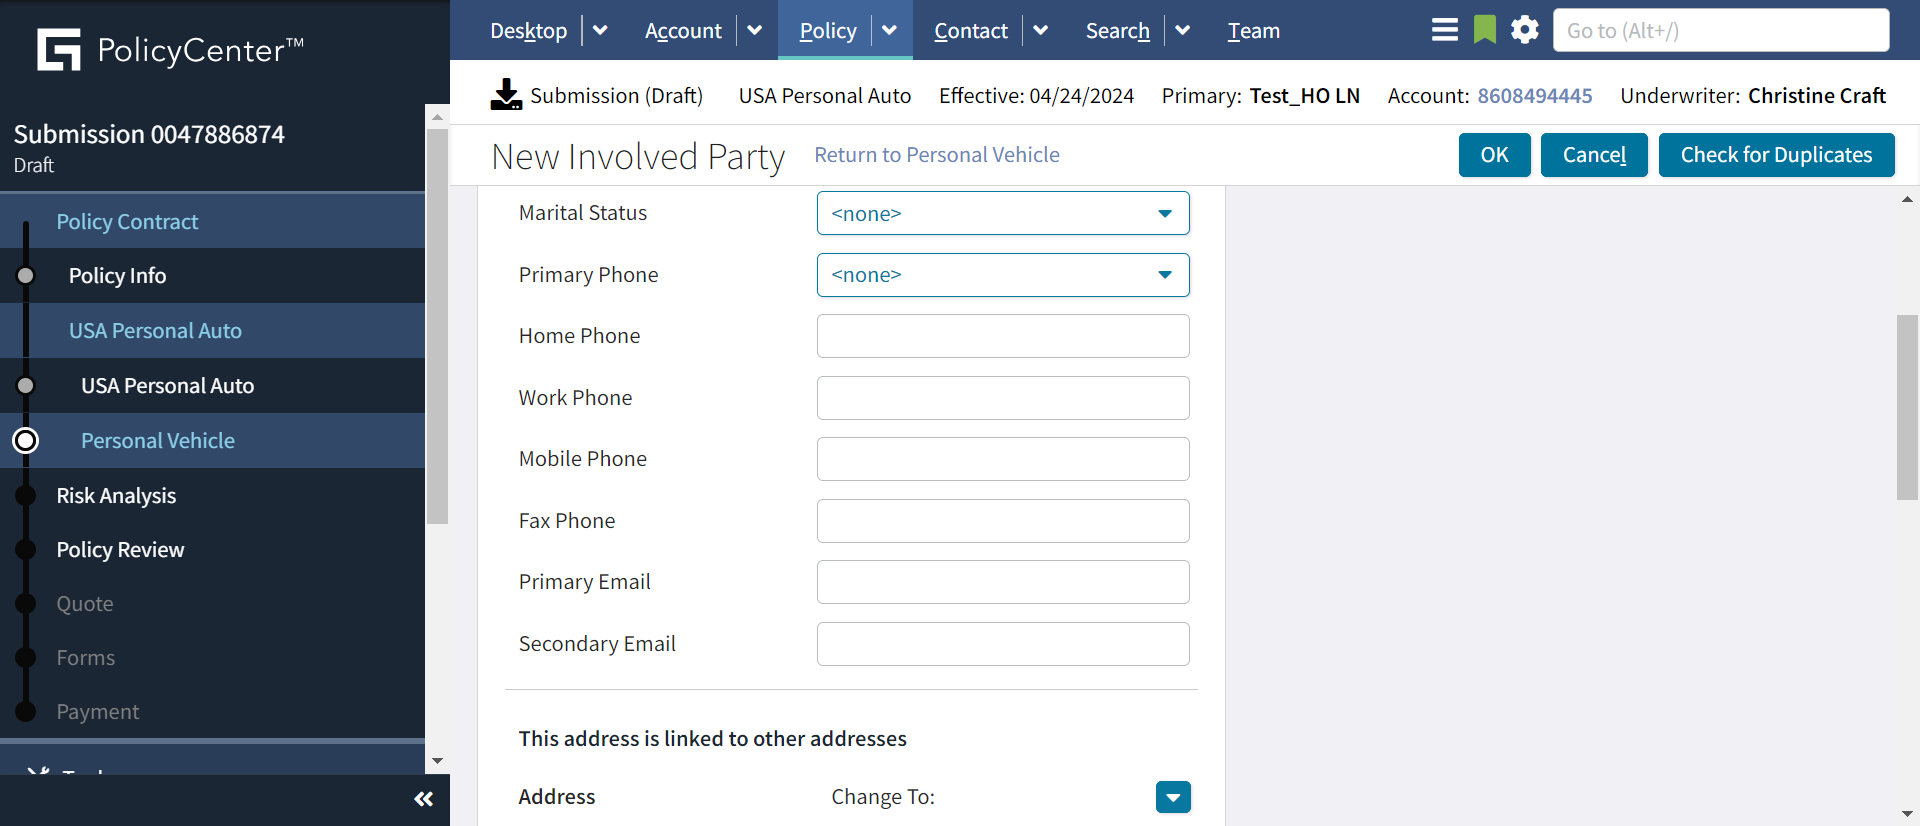 PolicyCenter™
Desktop
Account
Policy
Contact
Search
Team
Go to (Alt+/)
Submission (Draft) USA Personal Auto Effective: 04/24/2024 Primary: Test_HO LN Account: 8608494445 Underwriter: Christine Craft
New Involved Party Return to Personal Vehicle OK Cancel Check for Duplicates
Submission 0047886874
Draft
Policy Contract
Policy Info
USA Personal Auto
USA Personal Auto
Personal Vehicle
Risk Analysis
Policy Review
Quote
Forms
Payment
Marital Status <none>
Primary Phone <none>
Home Phone
Work Phone
Mobile Phone
Fax Phone
Primary Email
Secondary Email
This address is linked to other addresses
Address Change To: